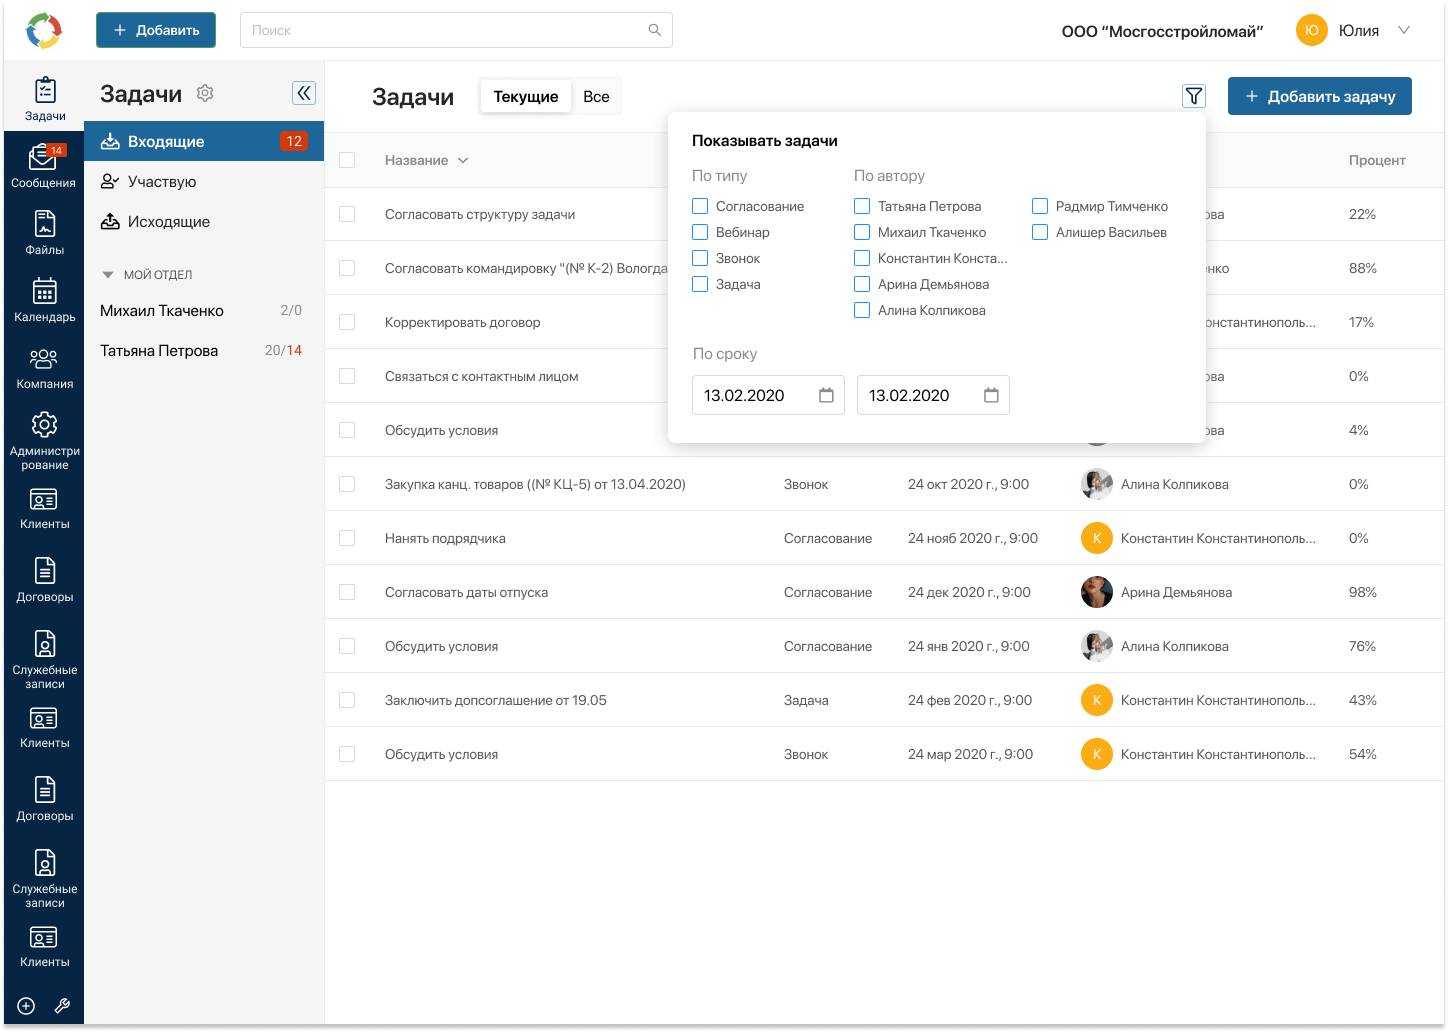 Добавить
Поиск
ООО “Мосгосстройломай”
Ю
Юлия
Задачи
14
Сообщения
Файлы
Календарь
Компания
Администри
рование
Клиенты
Договоры
Служебные
записи
Клиенты
Договоры
Служебные
записи
Клиенты
Задачи
Входящие 12
Участвую
Исходящие
МОЙ ОТДЕЛ
Михаил Ткаченко 2/0
Татьяна Петрова 20/14
Задачи
Текущие
Все
Добавить задачу
Показывать задачи
По типу
Согласование
Вебинар
Звонок
Задача
По автору
Татьяна Петрова
Михаил Ткаченко
Константин Конста...
Арина Демьянова
Алина Колпикова
Радмир Тимченко
Алишер Васильев
По сроку
13.02.2020
13.02.2020
Название Процент
Согласовать структуру задачи ова 22%
Согласовать командировку "(№ К-2) Вологда нко 88%
Корректировать договор онстантинополь... 17%
Связаться с контактным лицом ова 0%
Обсудить условия ова 4%
Закупка канц. товаров ((№ КЦ-5) от 13.04.2020) Звонок 24 окт 2020 г., 9:00 Алина Колпикова 0%
Нанять подрядчика Согласование 24 нояб 2020 г., 9:00 К Константин Константинополь... 0%
Согласовать даты отпуска Согласование 24 дек 2020 г., 9:00 Арина Демьянова 98%
Обсудить условия Согласование 24 янв 2020 г., 9:00 Алина Колпикова 76%
Заключить допсоглашение от 19.05 Задача 24 фев 2020 г., 9:00 К Константин Константинополь... 43%
Обсудить условия Звонок 24 мар 2020 г., 9:00 К Константин Константинополь... 54%